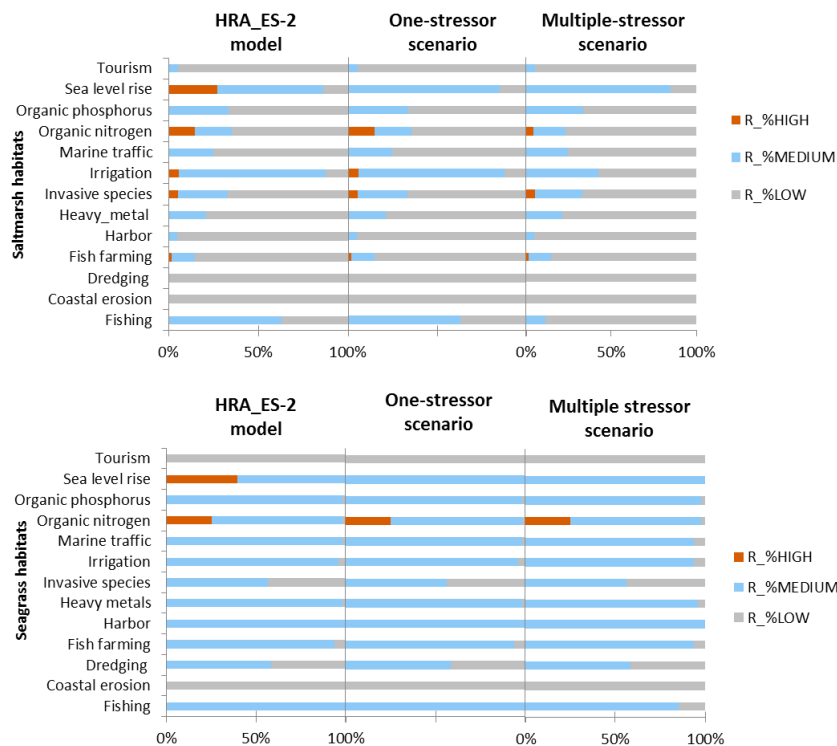 HRA_ES-2
model
One-stressor
scenario
Multiple-stressor
scenario
Saltmarsh habitats
Tourism
Sea level rise
Organic phosphorus
Organic nitrogen
Marine traffic
Irrigation
Invasive species
Heavy_metal
Harbor
Fish farming
Dredging
Coastal erosion
Fishing
0% 50% 100% 0% 50% 100%
R_%HIGH
R_%MEDIUM
R_%LOW
HRA_ES-2
model
One-stressor
scenario
Multiple stressor
scenario
Seagrass habitats
Tourism
Sea level rise
Organic phosphorus
Organic nitrogen
Marine traffic
Irrigation
Invasive species
Heavy metals
Harbor
Fish farming
Dredging
Coastal erosion
Fishing
0% 50% 100% 0% 50% 100%
R_%HIGH
R_%MEDIUM
R_%LOW